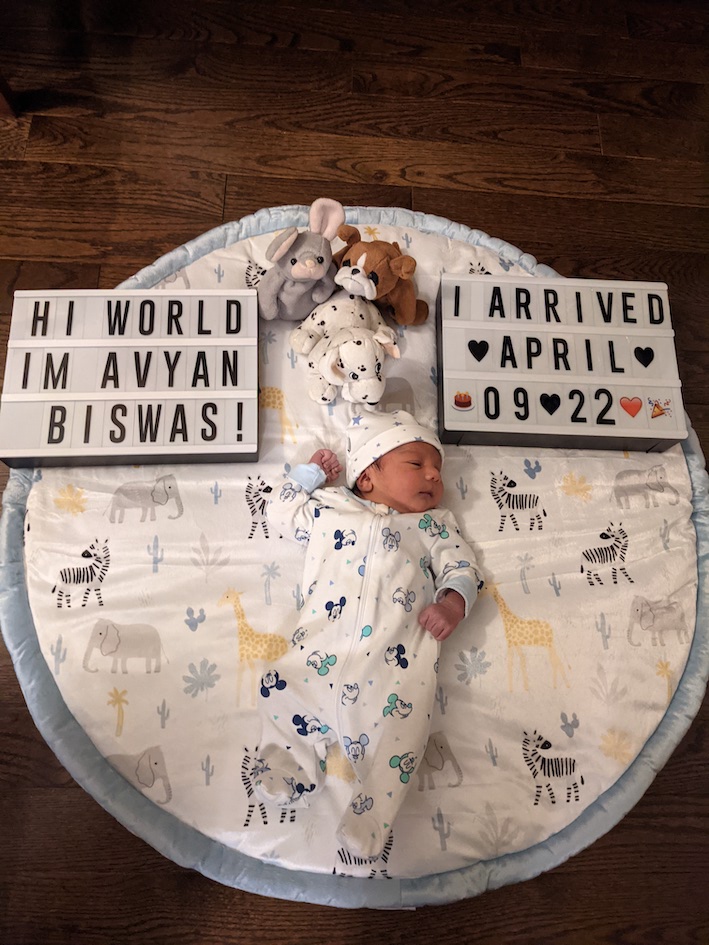 HI WORLD
IM AVYAN
BISWAS!
I ARRIVED
♥APRIL♥
🎂09♥22❤️🎉